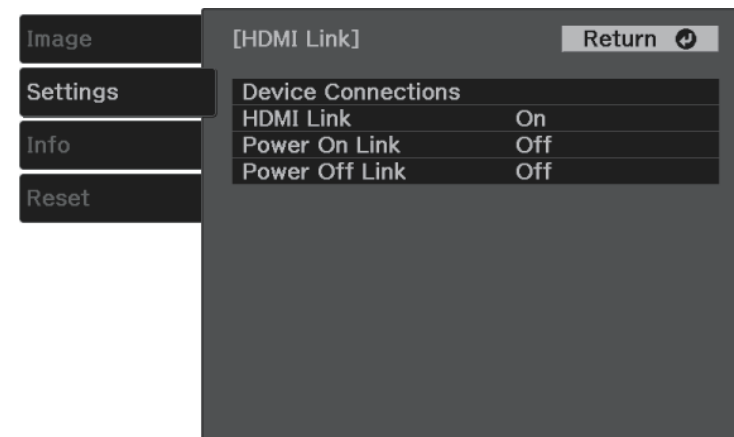 Image
Settings
Info
Reset
[HDMI Link]
Return
Device Connections
HDMI Link On
Power On Link Off
Power Off Link Off